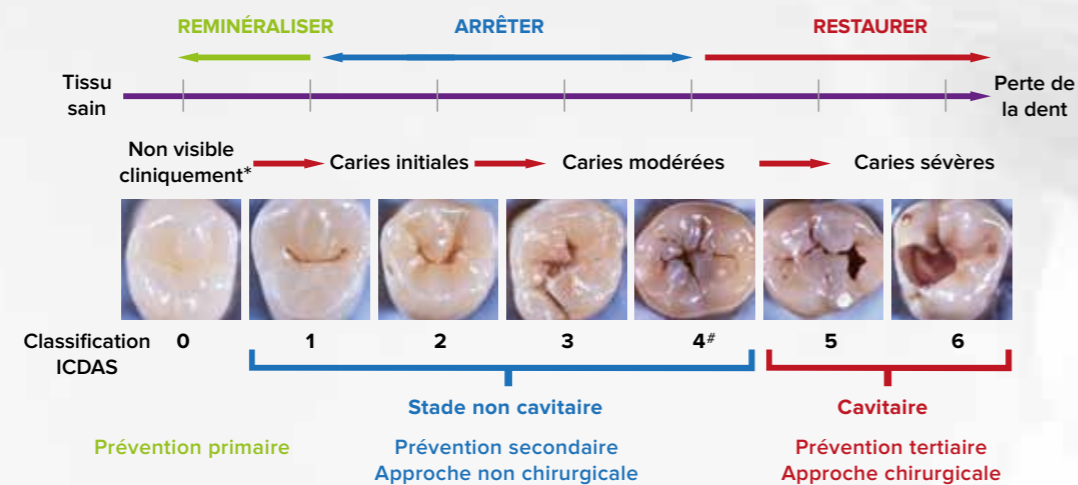 REMINÉRALISER ARRÊTER RESTAURER
Tissu
sain
Perte de
la dent
Non visible
cliniquement*
Caries initiales
Caries modérées
Caries sévères
Classification
ICDAS
0 1 2 3 4# 5 6
Stade non cavitaire
Cavitaire
Prévention primaire
Prévention secondaire
Approche non chirurgicale
Prévention tertiaire
Approche chirurgicale